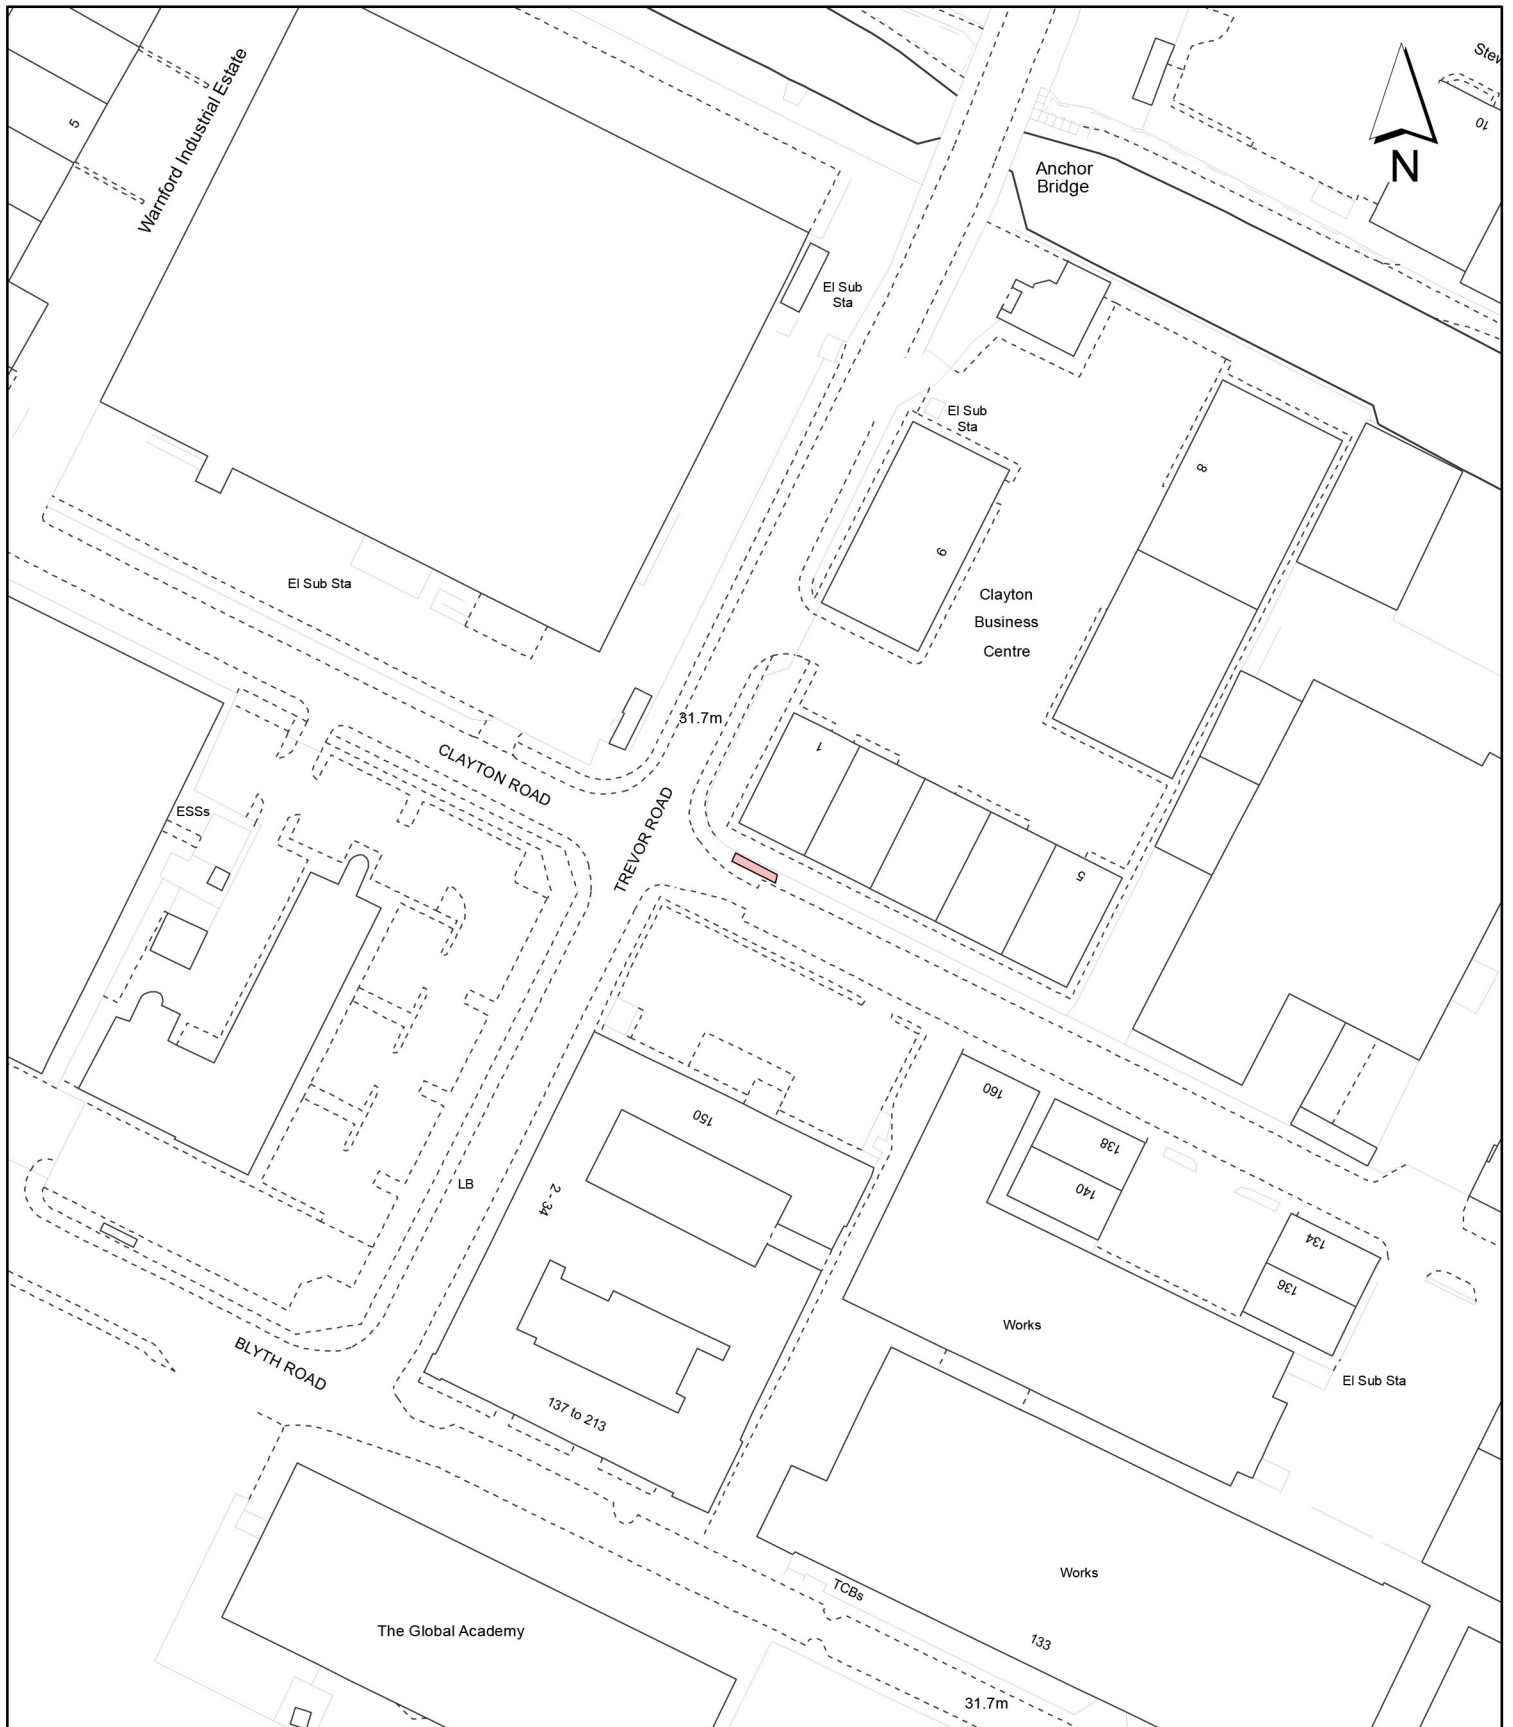 Warnford Industrial Estate
5
10
N
Anchor
Bridge
El Sub
Sta
El Sub
Sta
8
9
El Sub Sta
Clayton
Business
Centre
31.7m
1
CLAYTON ROAD
TREVOR ROAD
ESSs
5
160
150
138
140
LB
2-34
134
136
Works
BLYTH ROAD
El Sub Sta
137 to 213
Works
TCBs
The Global Academy
133
31.7m